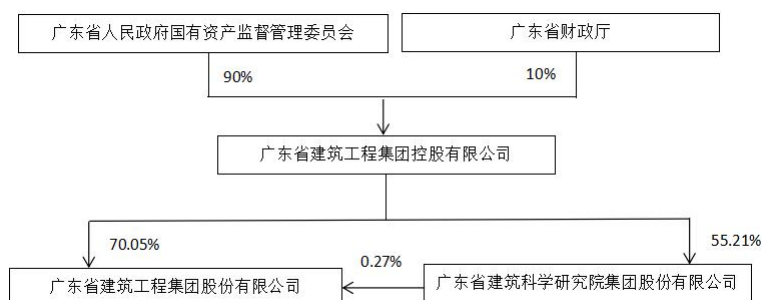 广东省人民政府国有资产监督管理委员会
广东省财政厅
90%
10%
广东省建筑工程集团控股有限公司
70.05%
0.27%
55.21%
广东省建筑工程集团股份有限公司
广东省建筑科学研究院集团股份有限公司